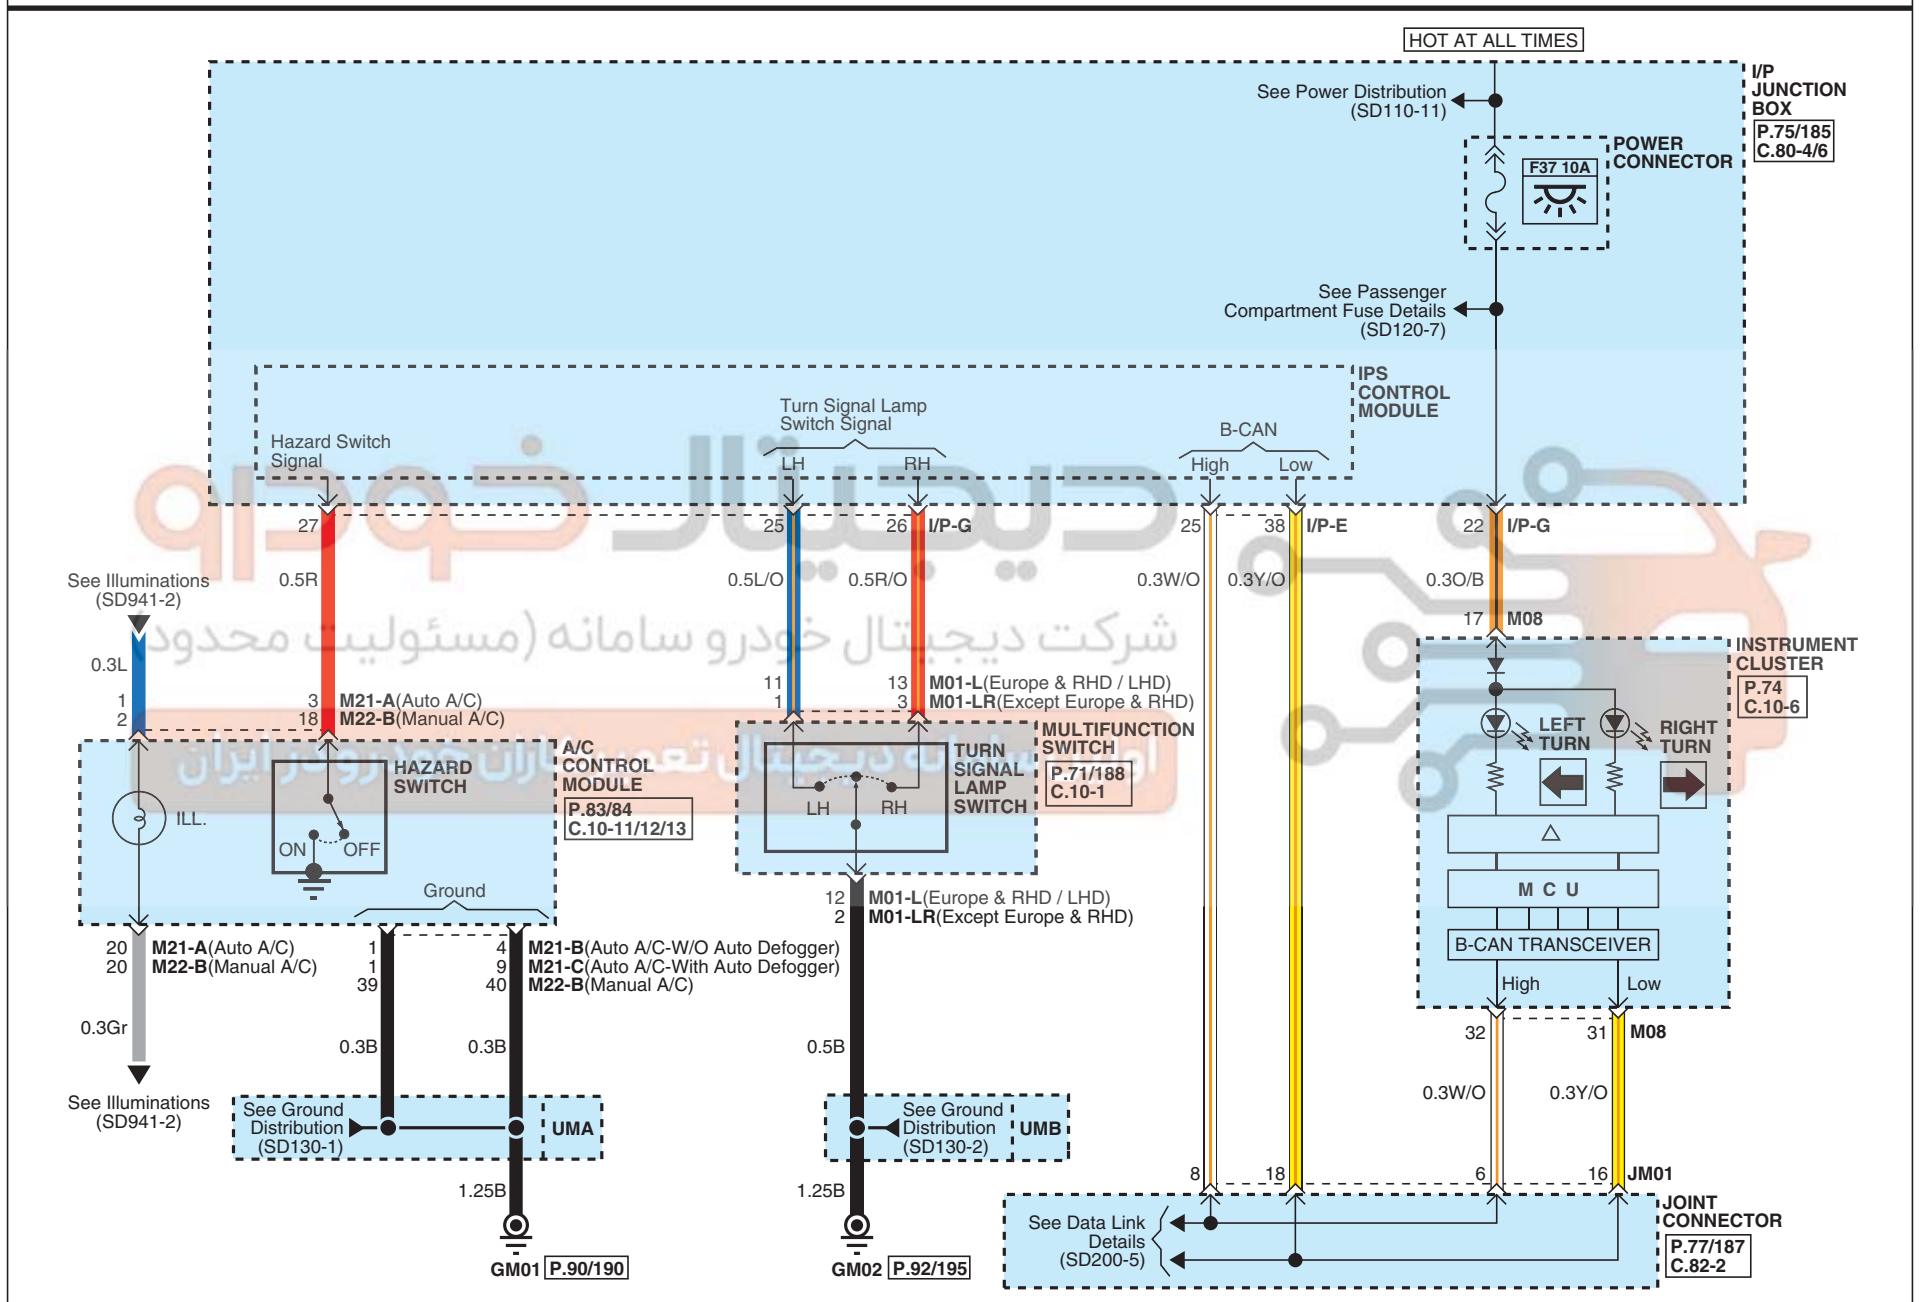 HOT AT ALL TIMES
See Power Distribution
(SD110-11)
I/P
JUNCTION
BOX
P.75/185
C.80-4/6
POWER
CONNECTOR
F37 10A
See Passenger
Compartment Fuse Details
(SD120-7)
IPS
CONTROL
MODULE
Hazard Switch
Signal
Turn Signal Lamp
Switch Signal
LH
RH
B-CAN
High
Low
دیجیتال خودرو
27
25
26
I/P-G
25
38
I/P-E
22
I/P-G
See Illuminations
(SD941-2)
0.5R
0.5L/O
0.5R/O
0.3W/O
0.3Y/O
0.3O/B
17
M08
شرکت دیجیتال خودرو سامانه (مسئولیت محدود)
0.3L
1
2
3
M21-A(Auto A/C)
18
M22-B(Manual A/C)
11
13
M01-L(Europe & RHD / LHD)
1
3
M01-LR(Except Europe & RHD)
INSTRUMENT
CLUSTER
P.74
C.10-6
LEFT
TURN
RIGHT
TURN
اولین سامانه دیجیتال تعمیرکاران خودرو در ایران
A/C
CONTROL
MODULE
P.83/84
C.10-11/12/13
HAZARD
SWITCH
ILL.
ON
OFF
Ground
TURN
SIGNAL
LAMP
SWITCH
LH
RH
MULTIFUNCTION
SWITCH
P.71/188
C.10-1
M C U
B-CAN TRANSCEIVER
High
Low
12
M01-L(Europe & RHD / LHD)
2
M01-LR(Except Europe & RHD)
20
M21-A(Auto A/C)
20
M22-B(Manual A/C)
1
4
M21-B(Auto A/C-W/O Auto Defogger)
1
9
M21-C(Auto A/C-With Auto Defogger)
39
40
M22-B(Manual A/C)
32
31
M08
0.3Gr
0.3B
0.3B
0.5B
0.3W/O
0.3Y/O
See Illuminations
(SD941-2)
See Ground
Distribution
(SD130-1)
UMA
See Ground
Distribution
(SD130-2)
UMB
1.25B
1.25B
8
18
6
16
JM01
GM01
P.90/190
GM02
P.92/195
See Data Link
Details
(SD200-5)
JOINT
CONNECTOR
P.77/187
C.82-2